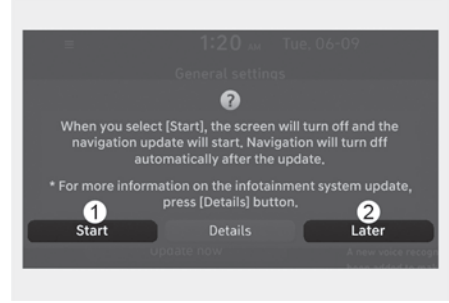 1:20 AM Tue. 06-09
General settings
?
When you select [Start], the screen will turn off and the
navigation update will start. Navigation will turn dff
automatically after the update.
* For more information on the infotainment system update,
press [Details] button.
1 2
Start Details Later
Update now A new voice recogn